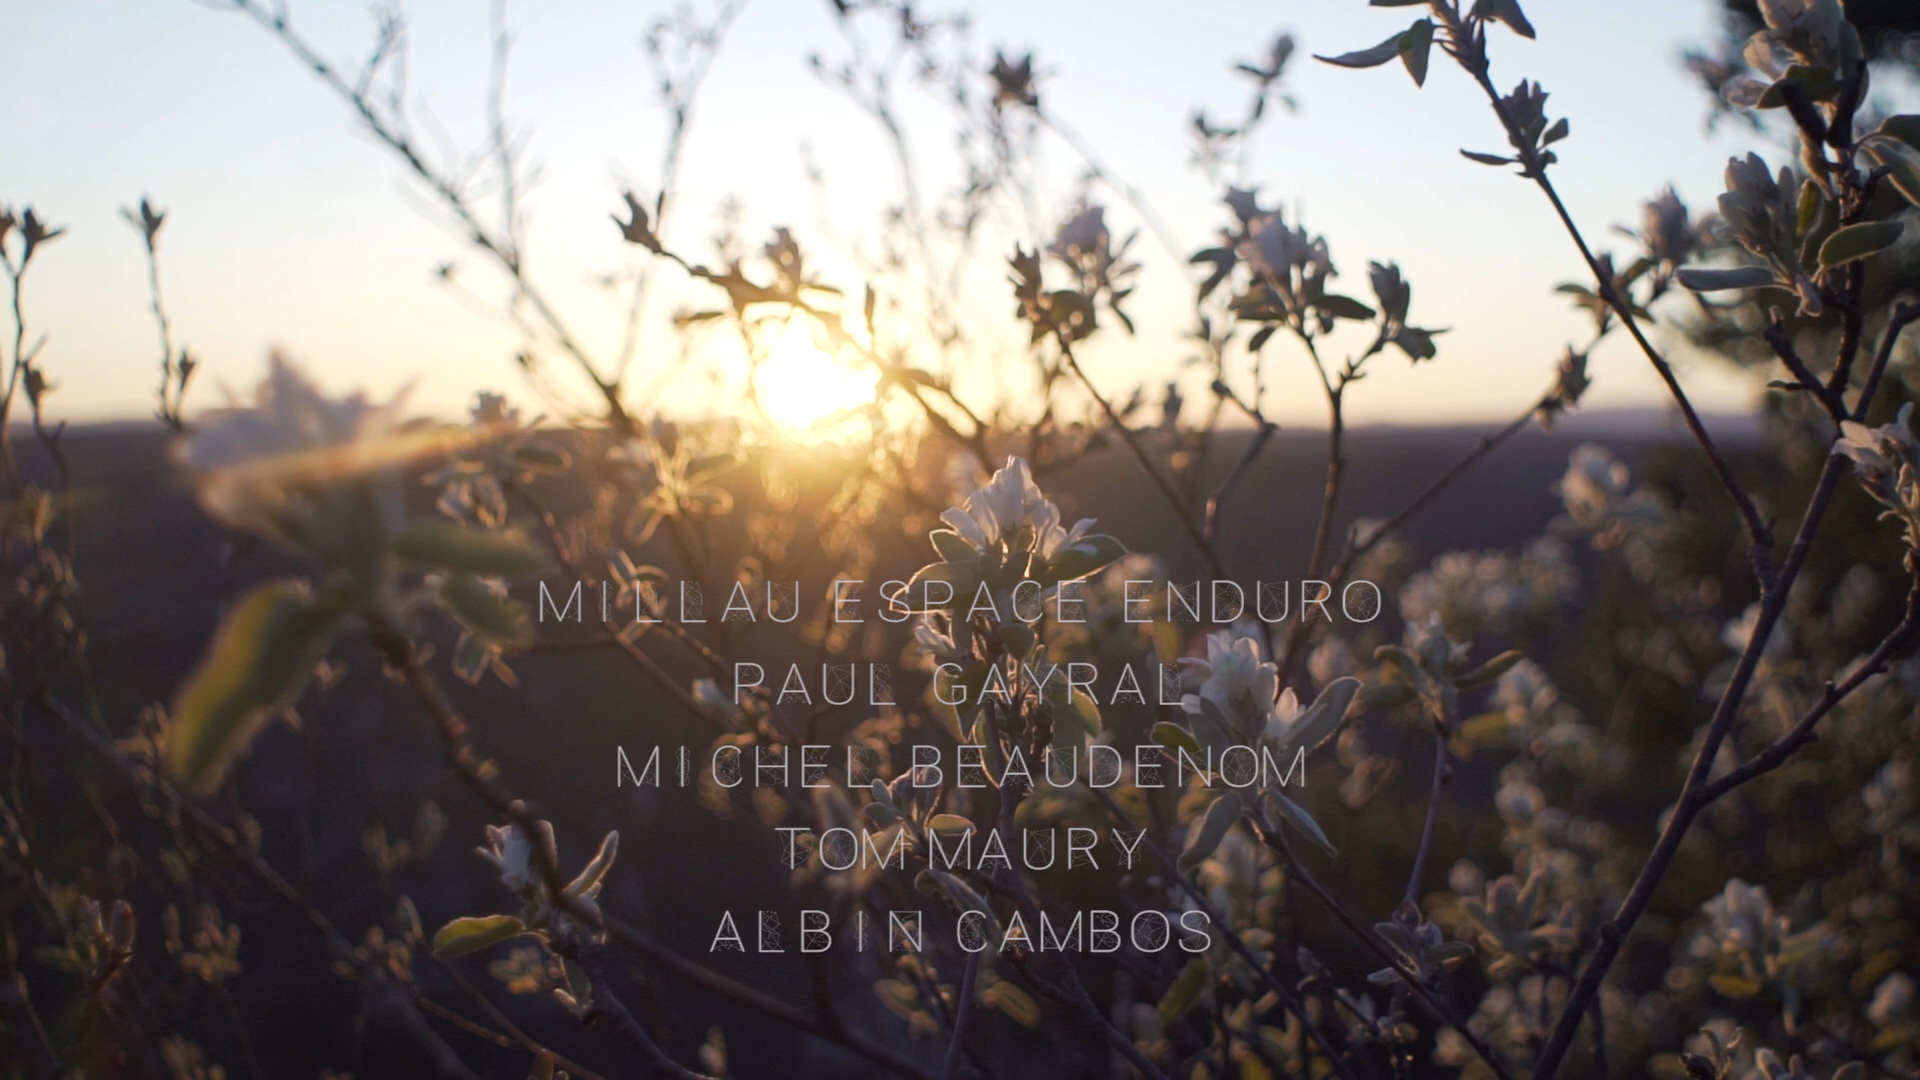 MILLAU ESPACE ENDURO
PAUL GAYRAL
MICHEL BEAUDENOM
TOM MAURY
ALBIN CAMBOS